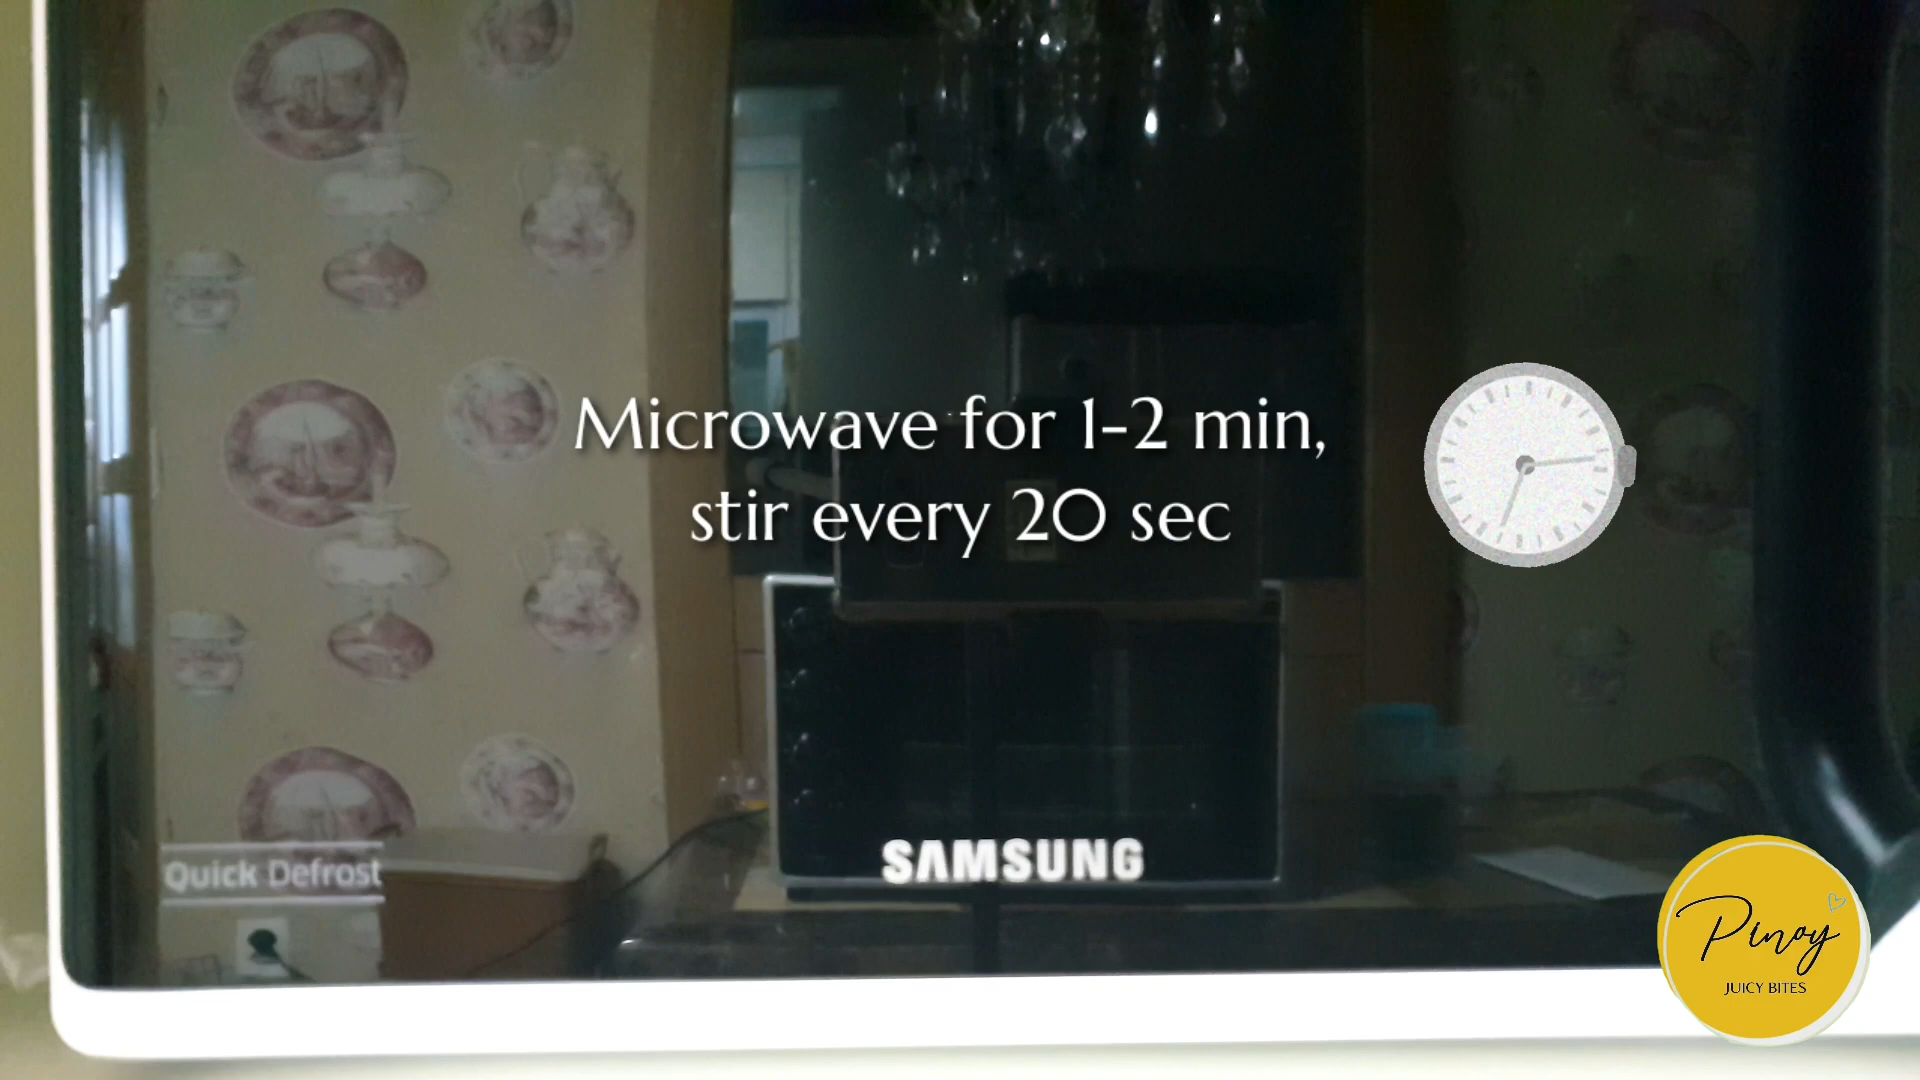 Microwave for 1-2 min,
stir every 20 sec
SAMSUNG
Quick Defrost
Pinoy
JUICY BITES